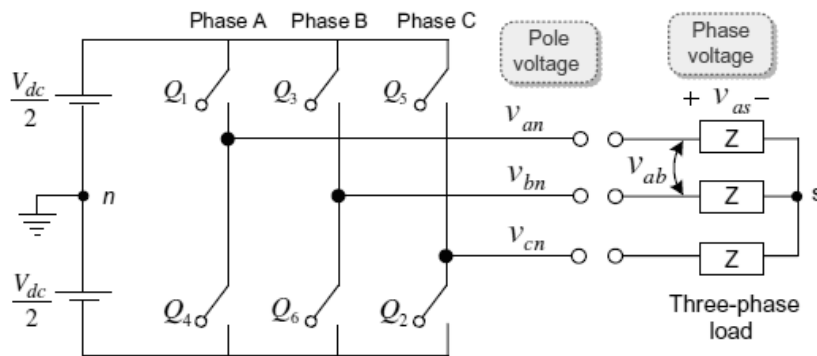 Phase A Phase B Phase C
Pole voltage
Phase voltage
V_dc/2
Q_1 Q_3 Q_5
+ v_as −
v_an
Z
v_ab
n
v_bn
Z
s
v_cn
Z
V_dc/2
Q_4 Q_6 Q_2
Three-phase
load